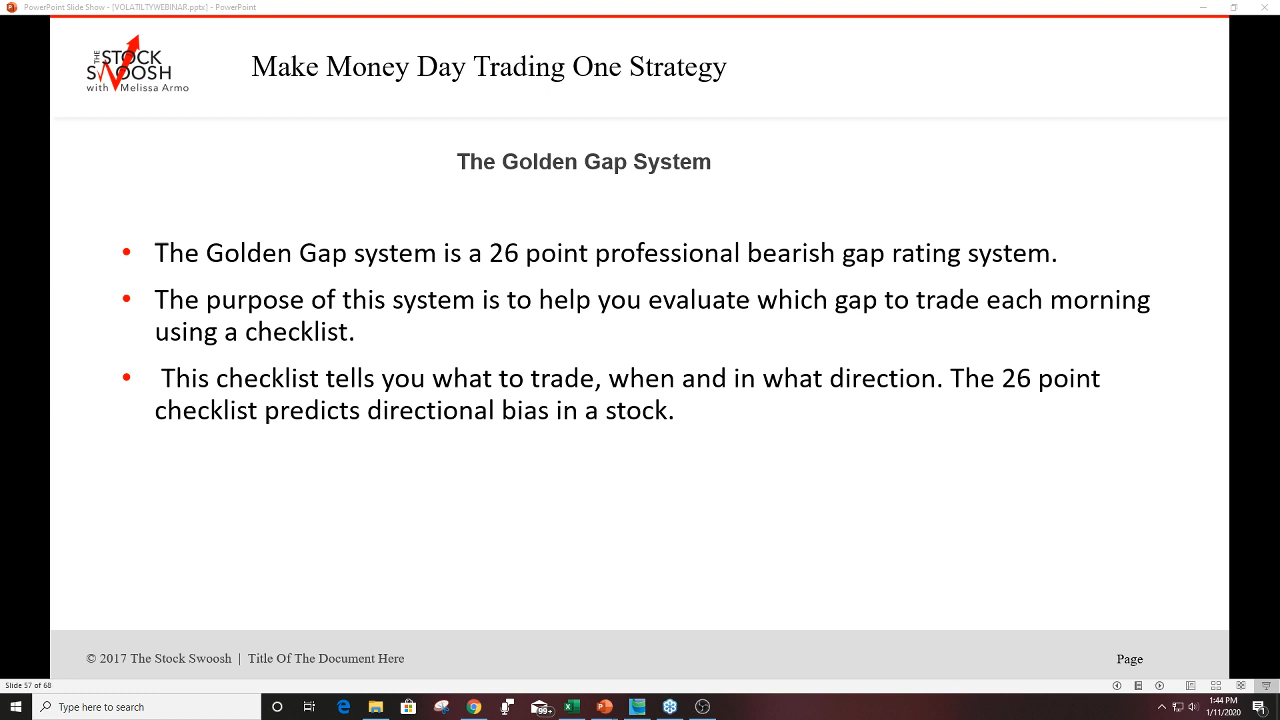 PowerPoint Slide Show - [VOLATILTYWEBINAR.pptx] - PowerPoint
THE
STOCK
SWOOSH
with Melissa Armo
Make Money Day Trading One Strategy
The Golden Gap System
• The Golden Gap system is a 26 point professional bearish gap rating system.
• The purpose of this system is to help you evaluate which gap to trade each morning
using a checklist.
• This checklist tells you what to trade, when and in what direction. The 26 point
checklist predicts directional bias in a stock.
© 2017 The Stock Swoosh | Title Of The Document Here
Page
Slide 57 of 68
Type here to search
99+
1:44 PM
1/11/2020
1